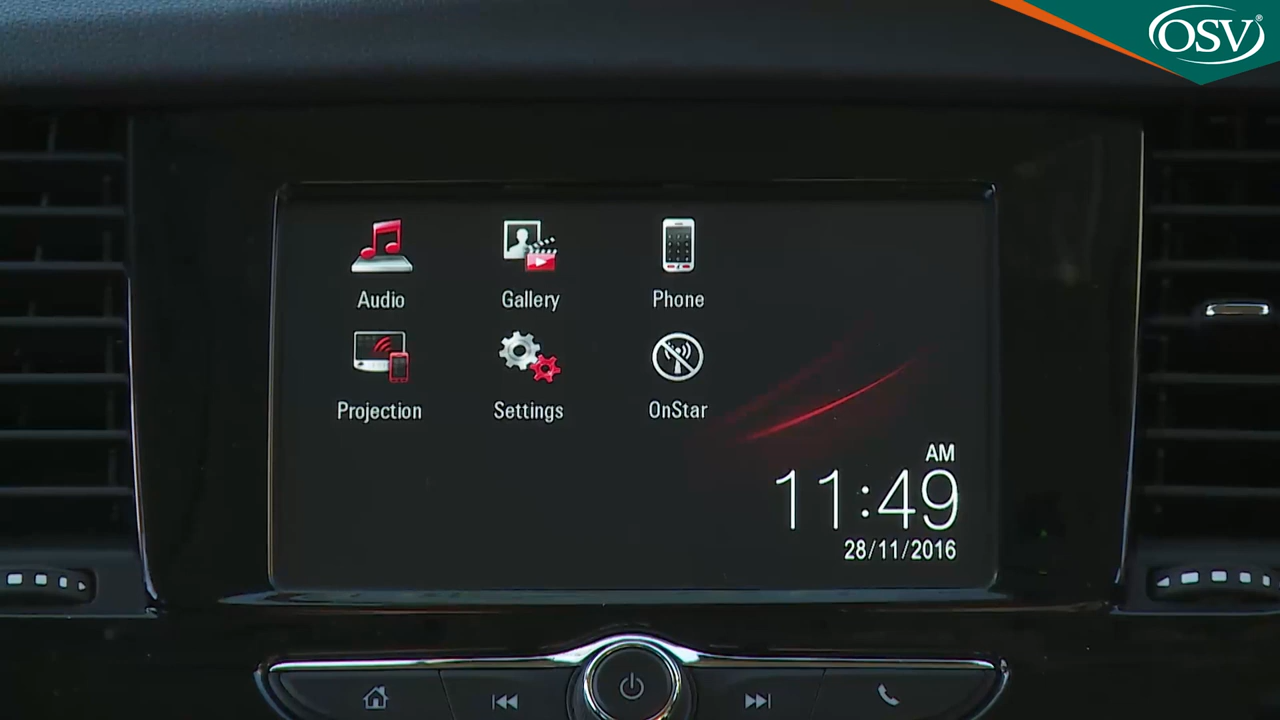 OSV®
Audio
Gallery
Phone
Projection
Settings
OnStar
AM
11:49
28/11/2016